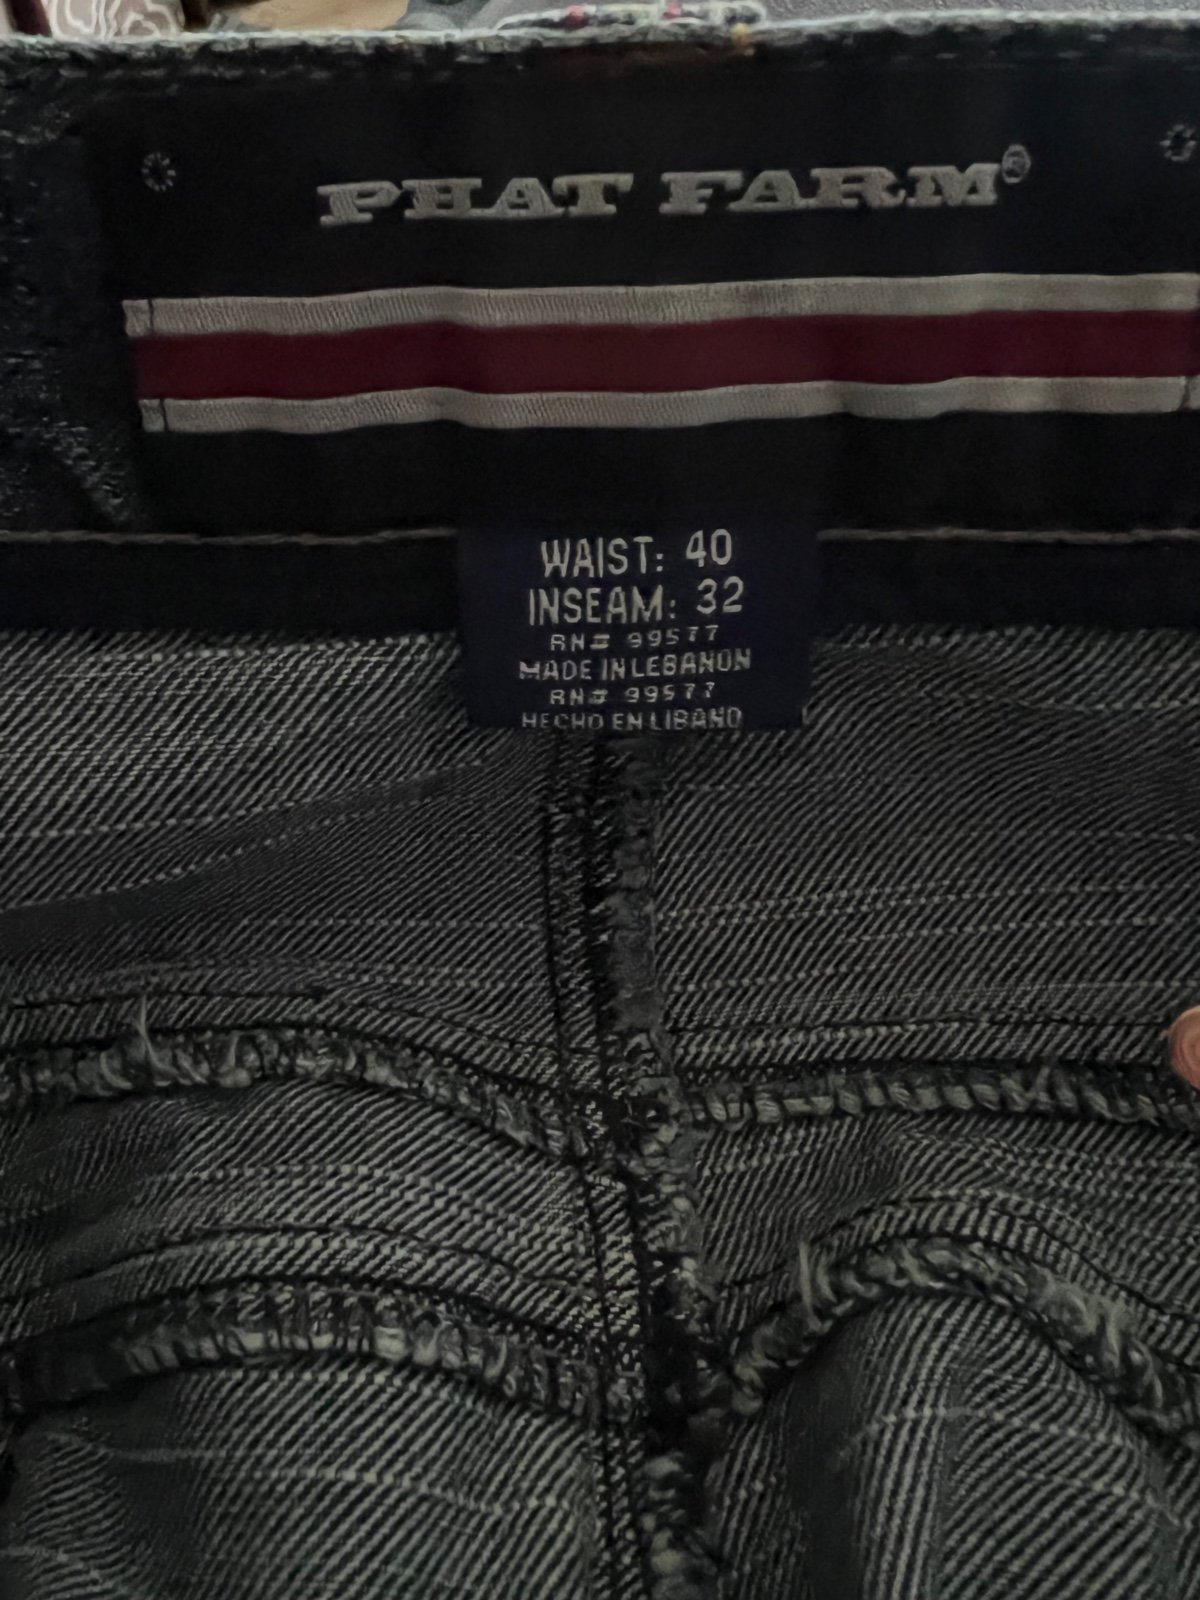 PHAT FARM®
WAIST: 40
INSEAM: 32
RN# 99577
MADE IN LEBANON
RN# 99577
HECHO EN LIBANO